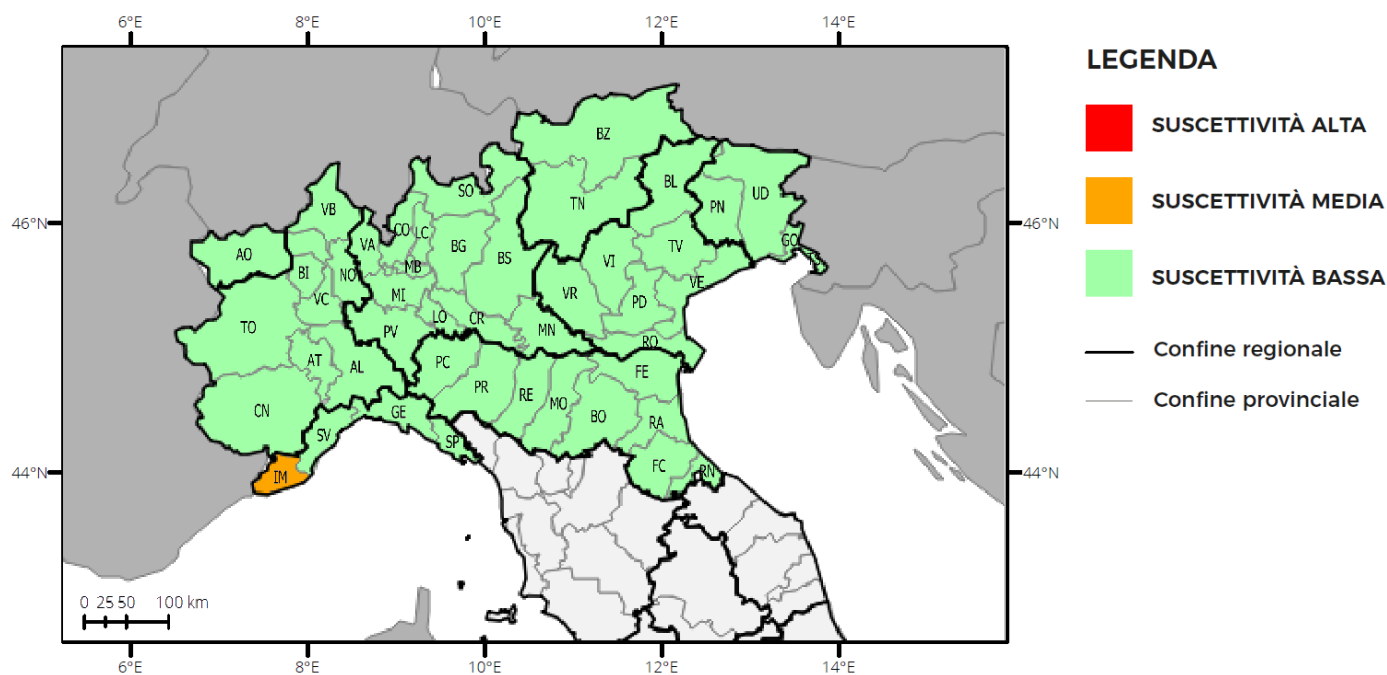 6°E 8°E 10°E 12°E 14°E
LEGENDA
SUSCETTIVITÀ ALTA
SUSCETTIVITÀ MEDIA
SUSCETTIVITÀ BASSA
Confine regionale
Confine provinciale
BZ
SO BL UD
VB TN PN
46°N 46°N
CO LC GO
AO VA BG TV
BI NO MB BS VI VE
VC MI VR PD
TO LO CR
PV MN RO
AT AL PC FE
PR RE MO
CN GE BO RA
SV SP
44°N IM FC RN 44°N
0 25 50 100 km
6°E 8°E 10°E 12°E 14°E